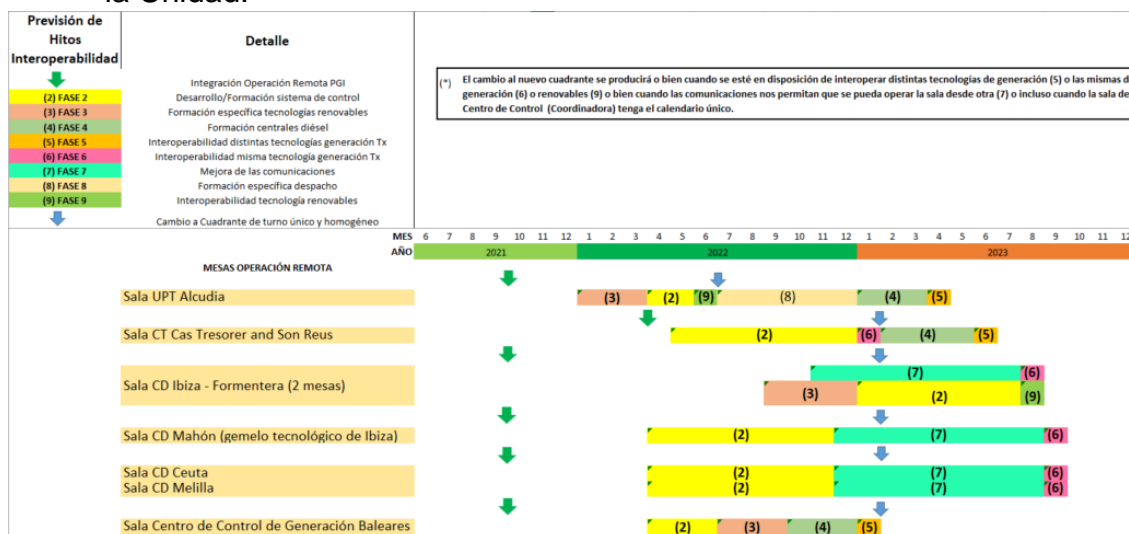 la Unidad.
Previsión de
Hitos
Interoperabilidad
Detalle
Integración Operación Remota PGI
(2) FASE 2 Desarrollo/Formación sistema de control
(3) FASE 3 Formación específica tecnologías renovables
(4) FASE 4 Formación centrales diésel
(5) FASE 5 Interoperabilidad distintas tecnologías generación Tx
(6) FASE 6 Interoperabilidad misma tecnología generación Tx
(7) FASE 7 Mejora de las comunicaciones
(8) FASE 8 Formación específica despacho
(9) FASE 9 Interoperabilidad tecnología renovables
Cambio a Cuadrante de turno único y homogéneo
(*) El cambio al nuevo cuadrante se producirá o bien cuando se esté en disposición de interoperar distintas tecnologías de generación (5) o las mismas d
generación (6) o renovables (9) o bien cuando las comunicaciones nos permitan que se pueda operar la sala desde otra (7) o incluso cuando la sala de
Centro de Control (Coordinadora) tenga el calendario único.
MES 6 7 8 9 10 11 12 1 2 3 4 5 6 7 8 9 10 11 12 1 2 3 4 5 6 7 8 9 10 11 12
AÑO 2021 2022 2023
MESAS OPERACIÓN REMOTA
Sala UPT Alcudia (3) (2) (9) (8) (4) (5)
Sala CT Cas Tresorer and Son Reus (2) (6) (4) (5)
(7) (6)
Sala CD Ibiza - Formentera (2 mesas)
(3) (2) (9)
Sala CD Mahón (gemelo tecnológico de Ibiza) (2) (7) (6)
Sala CD Ceuta (2) (7) (6)
Sala CD Melilla (2) (7) (6)
Sala Centro de Control de Generación Baleares (2) (3) (4) (5)